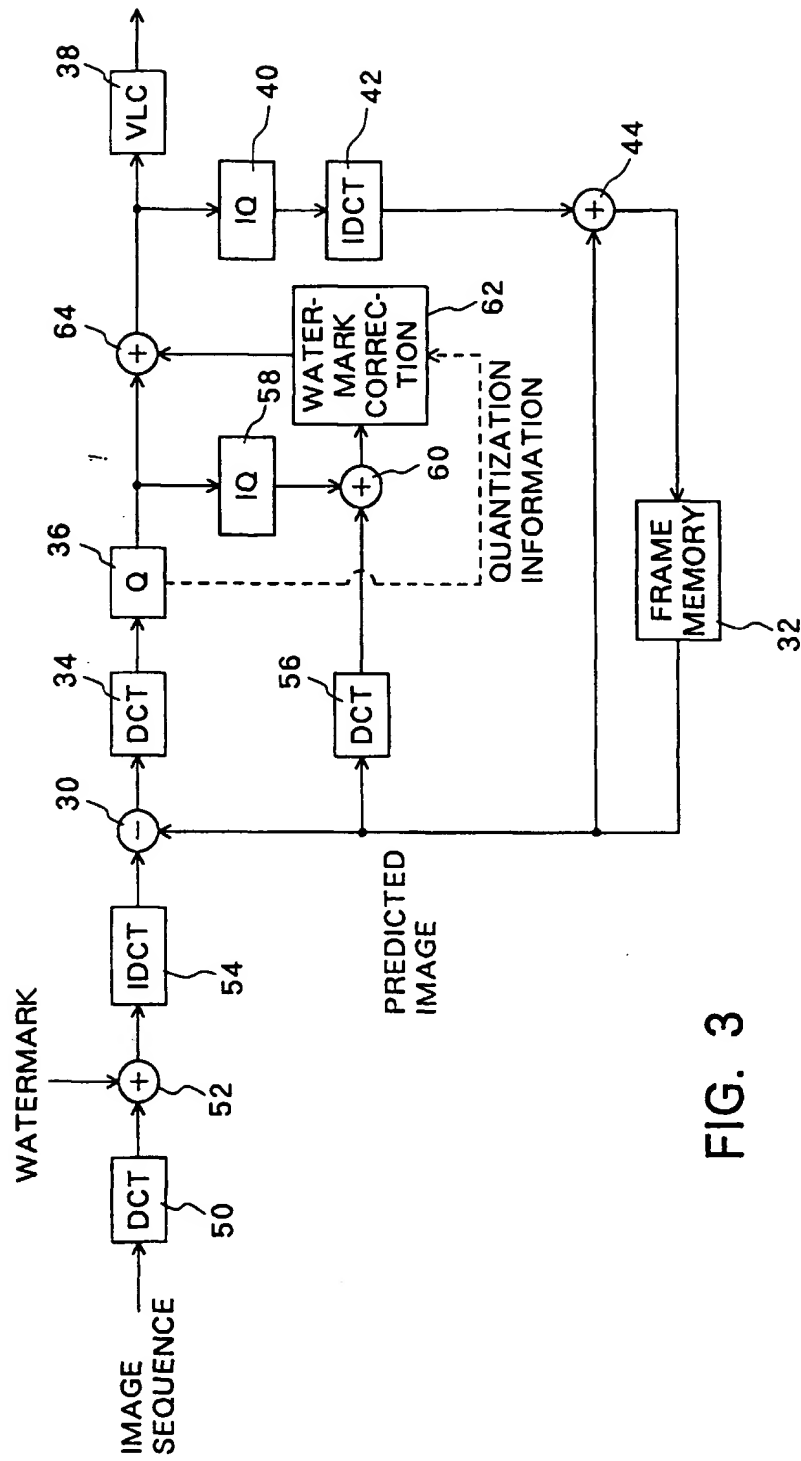 IMAGE
SEQUENCE
DCT
50
WATERMARK
+
52
IDCT
54
-
30
DCT
34
Q
36
+
64
VLC
38
IQ
58
IQ
40
IDCT
42
WATER-
MARK
CORREC-
TION
62
+
60
DCT
56
QUANTIZATION
INFORMATION
+
44
PREDICTED
IMAGE
FRAME
MEMORY
32
FIG. 3